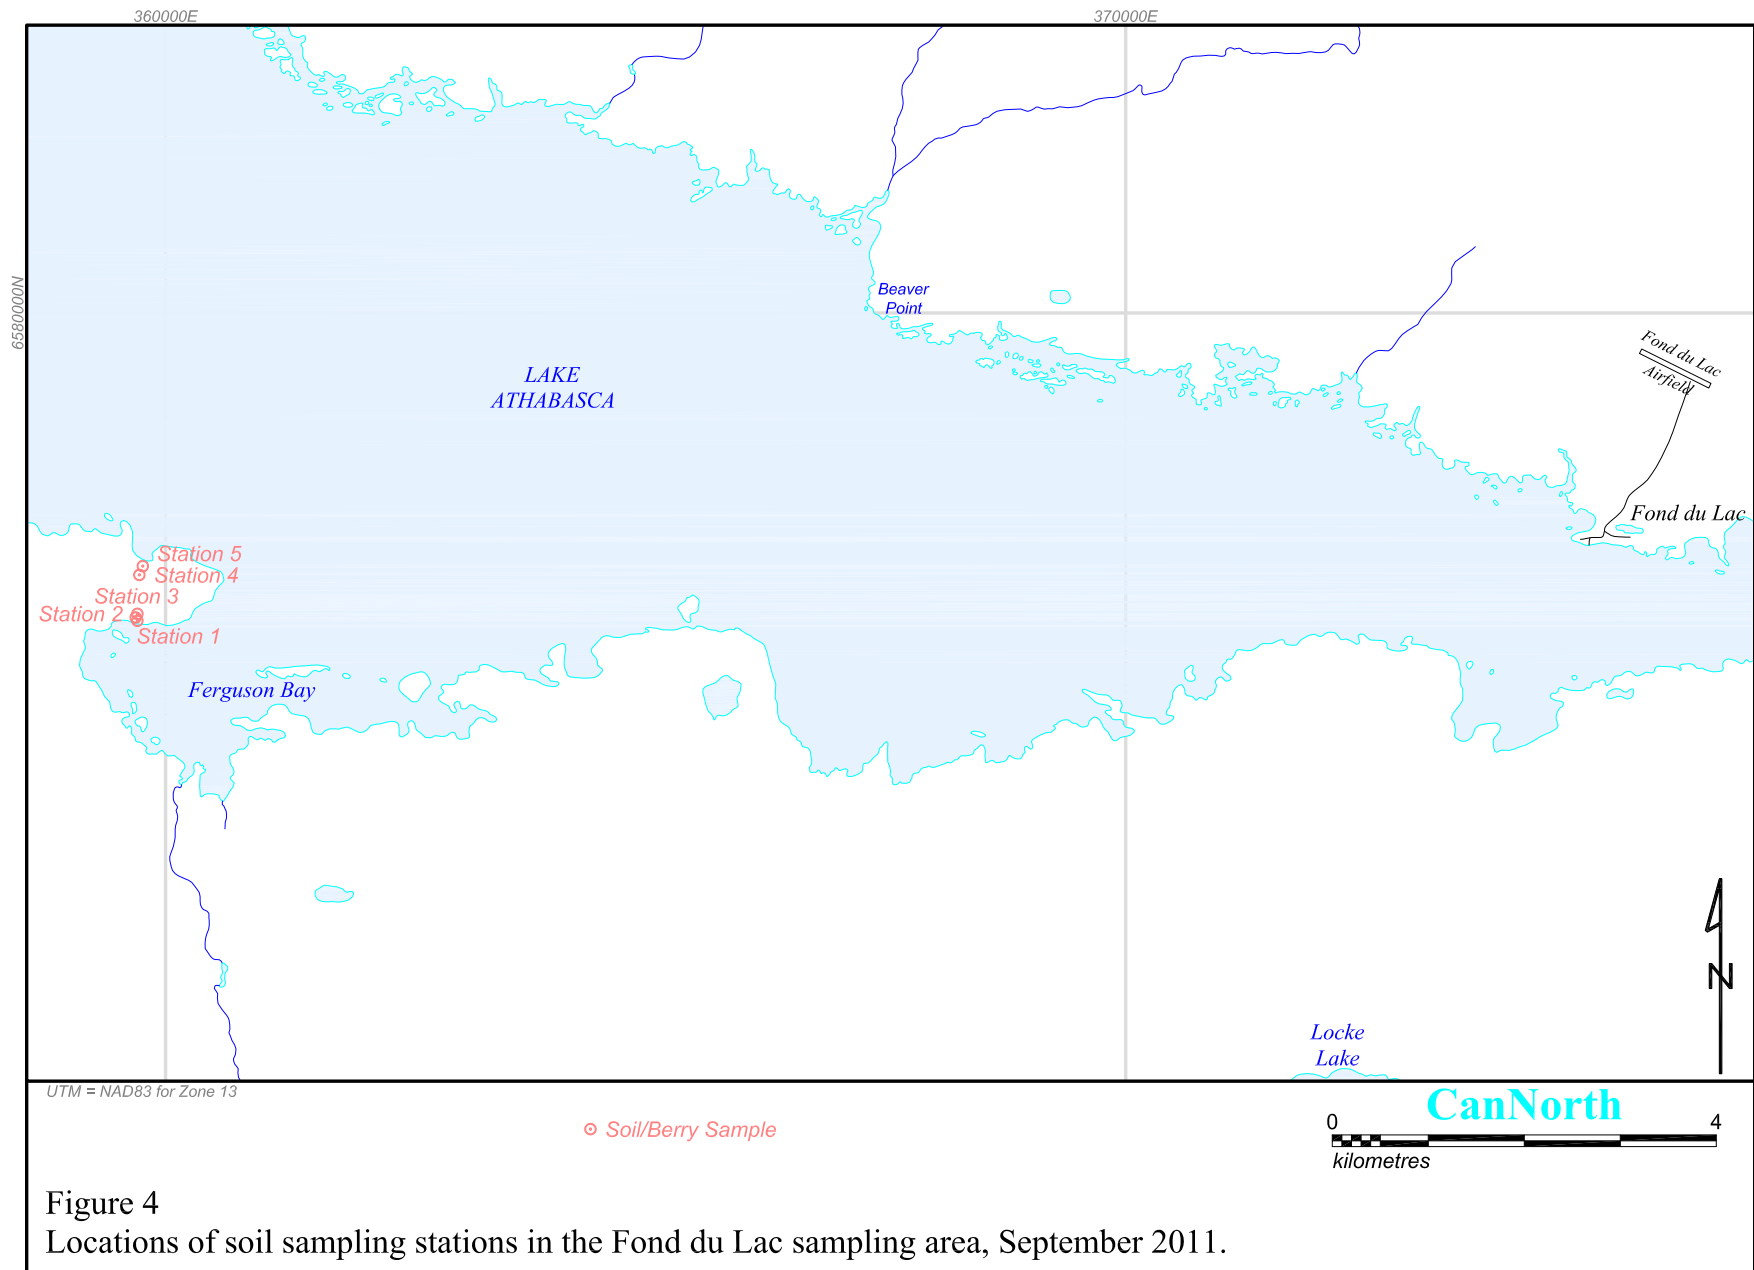 360000E
370000E
6580000N
Beaver
Point
LAKE
ATHABASCA
Fond du Lac
Airfield
Fond du Lac
Station 5
Station 4
Station 3
Station 2
Station 1
Ferguson Bay
N
Locke
Lake
UTM = NAD83 for Zone 13
CanNorth
0 4
kilometres
Soil/Berry Sample
Figure 4
Locations of soil sampling stations in the Fond du Lac sampling area, September 2011.